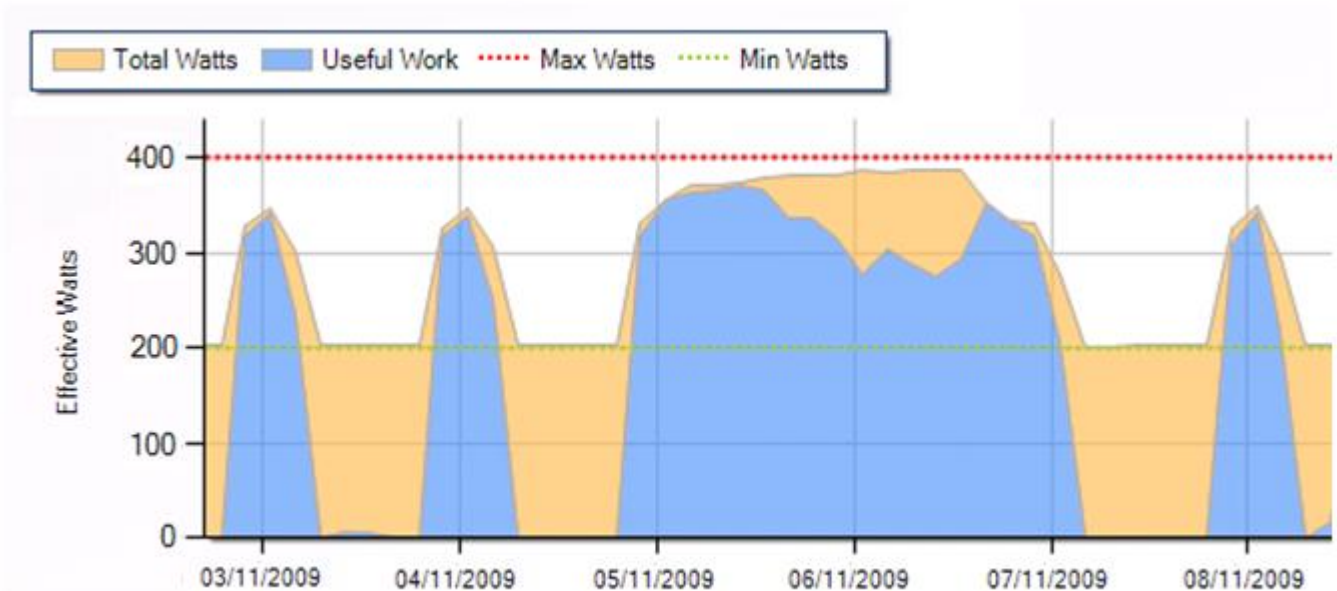 Total Watts Useful Work Max Watts Min Watts
400
300
200
100
0
Effective Watts
03/11/2009 04/11/2009 05/11/2009 06/11/2009 07/11/2009 08/11/2009